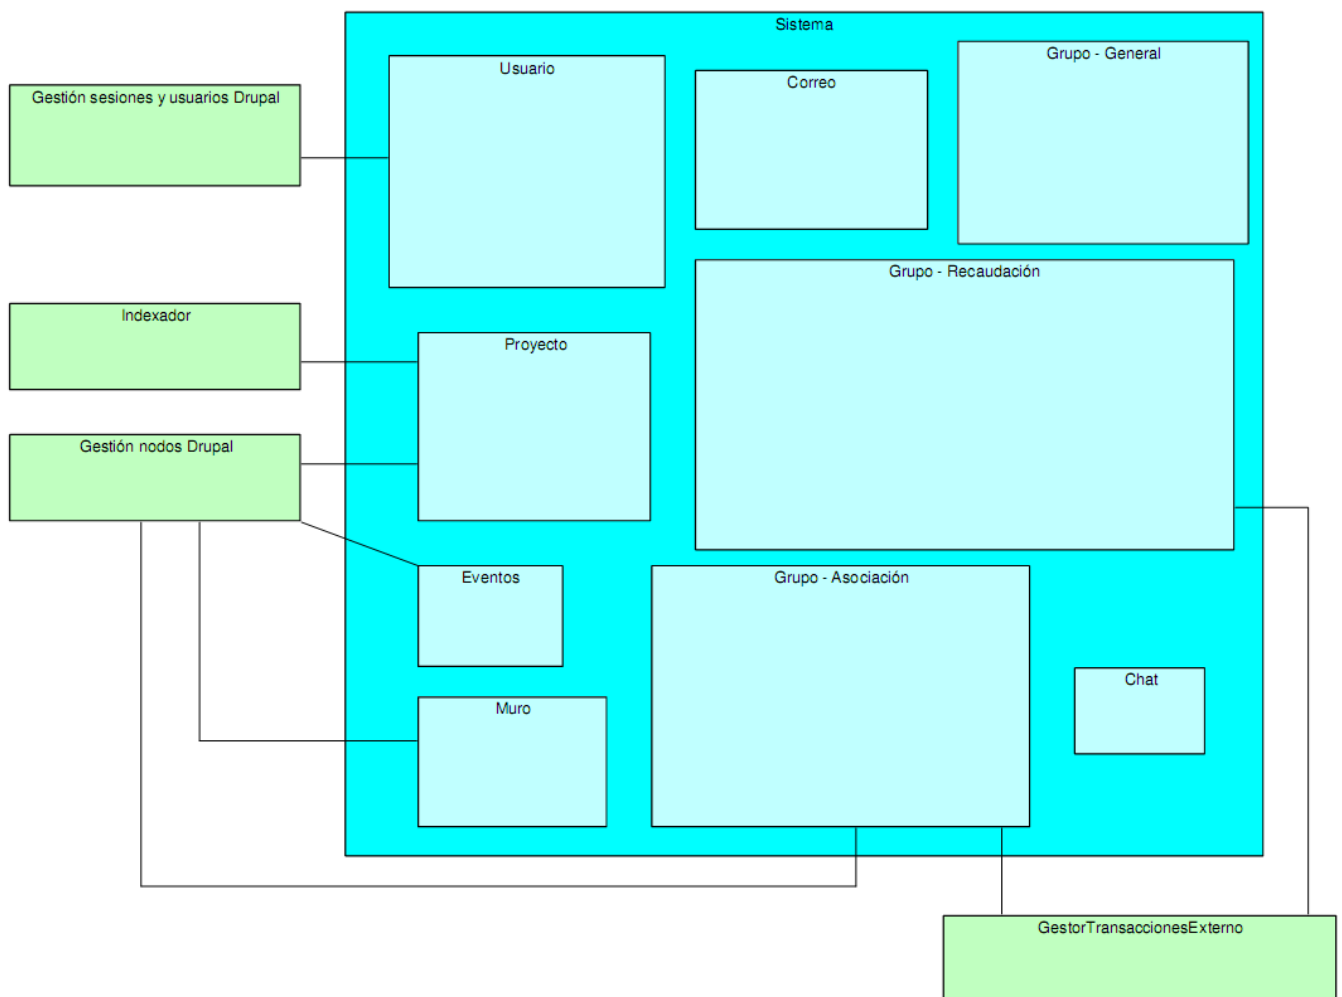 Sistema
Usuario
Correo
Grupo - General
Gestión sesiones y usuarios Drupal
Grupo - Recaudación
Indexador
Proyecto
Gestión nodos Drupal
Eventos
Grupo - Asociación
Chat
Muro
GestorTransaccionesExterno